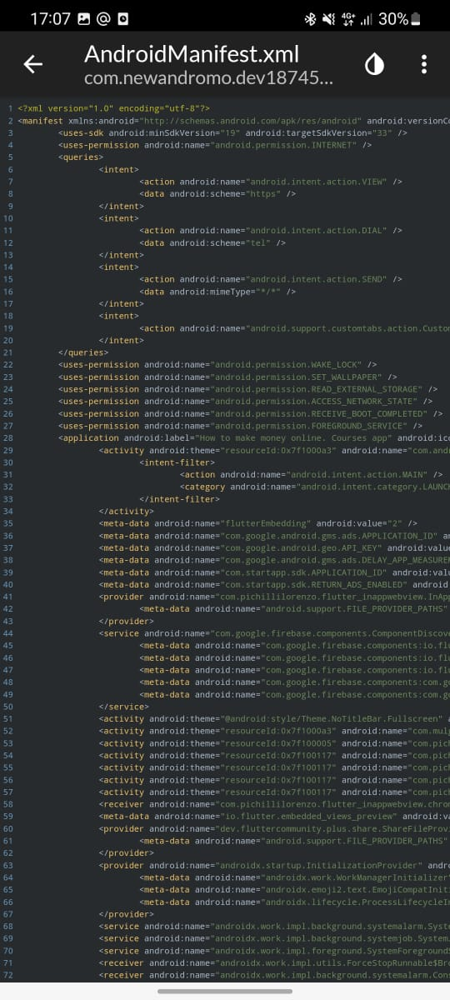 17:07 4G+ 30%
AndroidManifest.xml
com.newandromo.dev18745...
1 <?xml version="1.0" encoding="utf-8"?>
2 <manifest xmlns:android="http://schemas.android.com/apk/res/android" android:versionCo
3 <uses-sdk android:minSdkVersion="19" android:targetSdkVersion="33" />
4 <uses-permission android:name="android.permission.INTERNET" />
5 <queries>
6 <intent>
7 <action android:name="android.intent.action.VIEW" />
8 <data android:scheme="https" />
9 </intent>
10 <intent>
11 <action android:name="android.intent.action.DIAL" />
12 <data android:scheme="tel" />
13 </intent>
14 <intent>
15 <action android:name="android.intent.action.SEND" />
16 <data android:mimeType="*/*" />
17 </intent>
18 <intent>
19 <action android:name="android.support.customtabs.action.Custo
20 </intent>
21 </queries>
22 <uses-permission android:name="android.permission.WAKE_LOCK" />
23 <uses-permission android:name="android.permission.SET_WALLPAPER" />
24 <uses-permission android:name="android.permission.READ_EXTERNAL_STORAGE" />
25 <uses-permission android:name="android.permission.ACCESS_NETWORK_STATE" />
26 <uses-permission android:name="android.permission.RECEIVE_BOOT_COMPLETED" />
27 <uses-permission android:name="android.permission.FOREGROUND_SERVICE" />
28 <application android:label="How to make money online. Courses app" android:ico
29 <activity android:theme="resourceId:0x7f1000a3" android:name="com.and
30 <intent-filter>
31 <action android:name="android.intent.action.MAIN" />
32 <category android:name="android.intent.category.LAUNC
33 </intent-filter>
34 </activity>
35 <meta-data android:name="flutterEmbedding" android:value="2" />
36 <meta-data android:name="com.google.android.gms.ads.APPLICATION_ID" an
37 <meta-data android:name="com.google.android.geo.API_KEY" android:valu
38 <meta-data android:name="com.google.android.gms.ads.DELAY_APP_MEASURE
39 <meta-data android:name="com.startapp.sdk.APPLICATION_ID" android:val
40 <meta-data android:name="com.startapp.sdk.RETURN_ADS_ENABLED" android
41 <provider android:name="com.pichillilorenzo.flutter_inappwebview.InAp
42 <meta-data android:name="android.support.FILE_PROVIDER_PATHS"
43 </provider>
44 <service android:name="com.google.firebase.components.ComponentDiscov
45 <meta-data android:name="com.google.firebase.components:io.fl
46 <meta-data android:name="com.google.firebase.components:io.fl
47 <meta-data android:name="com.google.firebase.components:io.fl
48 <meta-data android:name="com.google.firebase.components:com.g
49 <meta-data android:name="com.google.firebase.components:com.g
50 </service>
51 <activity android:theme="@android:style/Theme.NoTitleBar.Fullscreen" a
52 <activity android:theme="resourceId:0x7f1000a3" android:name="com.mul
53 <activity android:theme="resourceId:0x7f100005" android:name="com.pic
54 <activity android:theme="resourceId:0x7f100117" android:name="com.pic
55 <activity android:theme="resourceId:0x7f100117" android:name="com.pic
56 <activity android:theme="resourceId:0x7f100117" android:name="com.pic
57 <activity android:theme="resourceId:0x7f100117" android:name="com.pic
58 <receiver android:name="com.pichillilorenzo.flutter_inappwebview.chro
59 <meta-data android:name="io.flutter.embedded_views_preview" android:
60 <provider android:name="dev.fluttercommunity.plus.share.ShareFileProv
61 <meta-data android:name="android.support.FILE_PROVIDER_PATHS"
62 </provider>
63 <provider android:name="androidx.startup.InitializationProvider" andr
64 <meta-data android:name="androidx.work.WorkManagerInitializer"
65 <meta-data android:name="androidx.emoji2.text.EmojiCompatInit
66 <meta-data android:name="androidx.lifecycle.ProcessLifecycleI
67 </provider>
68 <service android:name="androidx.work.impl.background.systemalarm.Syst
69 <service android:name="androidx.work.impl.background.systemjob.System
70 <service android:name="androidx.work.impl.foreground.SystemForeground
71 <receiver android:name="androidx.work.impl.utils.ForceStopRunnable$Br
72 <receiver android:name="androidx.work.impl.background.systemalarm.Con